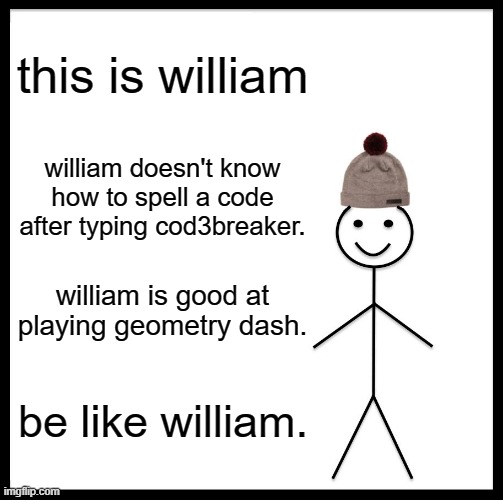 this is william
william doesn't know
how to spell a code
after typing cod3breaker.
william is good at
playing geometry dash.
be like william.
imgflip.com